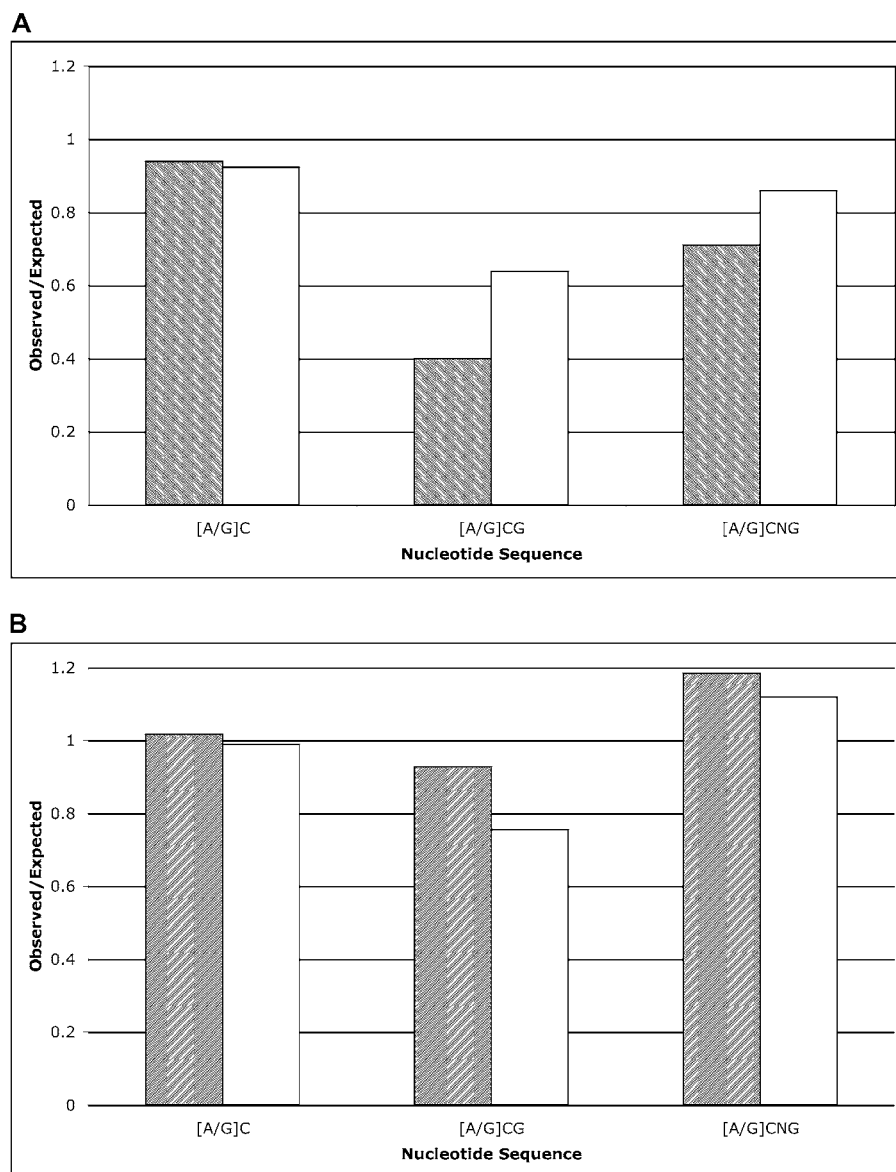 A
1.2
1
0.8
0.6
0.4
0.2
0
Observed/Expected
[A/G]C [A/G]CG [A/G]CNG
Nucleotide Sequence
B
1.2
1
0.8
0.6
0.4
0.2
0
Observed/Expected
[A/G]C [A/G]CG [A/G]CNG
Nucleotide Sequence